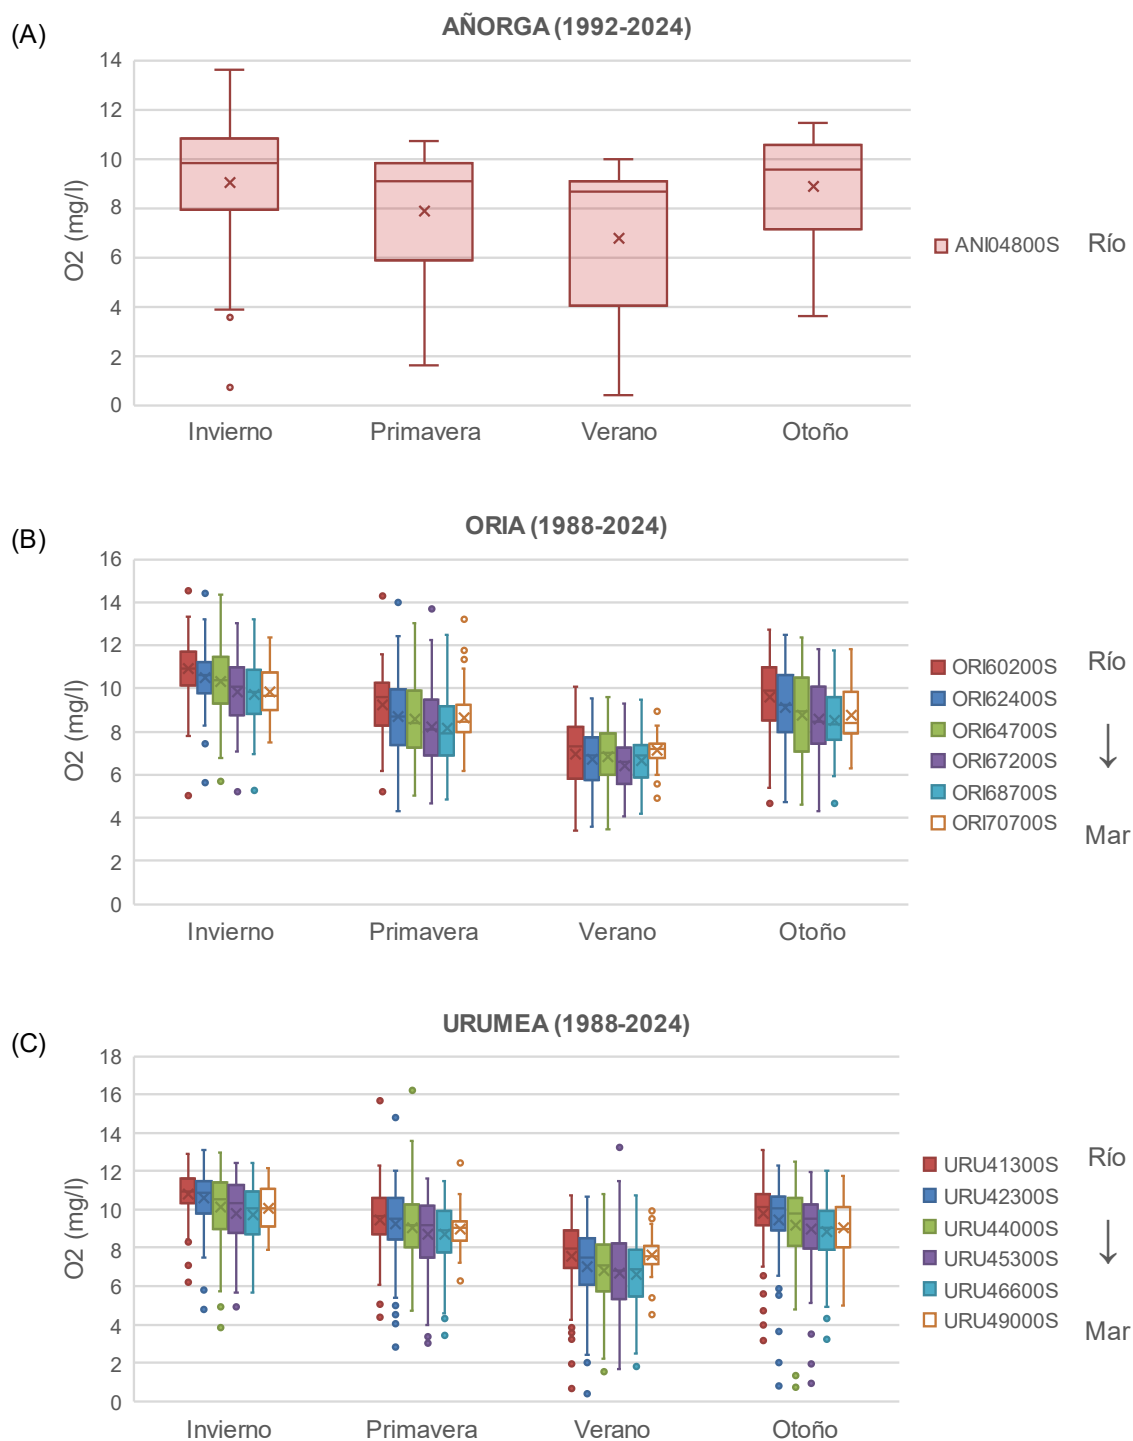 (A)
AÑORGA (1992-2024)
14
12
10
8
6
4
2
0
O2 (mg/l)
Invierno Primavera Verano Otoño
ANI04800S
Río
(B)
ORIA (1988-2024)
16
14
12
10
8
6
4
2
0
O2 (mg/l)
Invierno Primavera Verano Otoño
ORI60200S
ORI62400S
ORI64700S
ORI67200S
ORI68700S
ORI70700S
Río
↓
Mar
(C)
URUMEA (1988-2024)
18
16
14
12
10
8
6
4
2
0
O2 (mg/l)
Invierno Primavera Verano Otoño
URU41300S
URU42300S
URU44000S
URU45300S
URU46600S
URU49000S
Río
↓
Mar